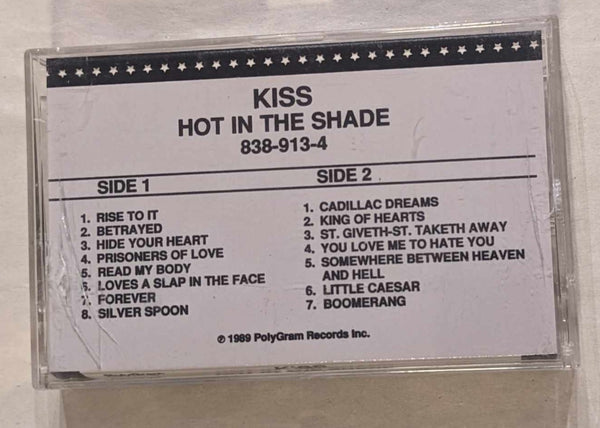 KISS
HOT IN THE SHADE
838-913-4
SIDE 1
1. RISE TO IT
2. BETRAYED
3. HIDE YOUR HEART
4. PRISONERS OF LOVE
5. READ MY BODY
6. LOVES A SLAP IN THE FACE
7. FOREVER
8. SILVER SPOON
SIDE 2
1. CADILLAC DREAMS
2. KING OF HEARTS
3. ST. GIVETH-ST. TAKETH AWAY
4. YOU LOVE ME TO HATE YOU
5. SOMEWHERE BETWEEN HEAVEN
AND HELL
6. LITTLE CAESAR
7. BOOMERANG
℗ 1989 PolyGram Records Inc.